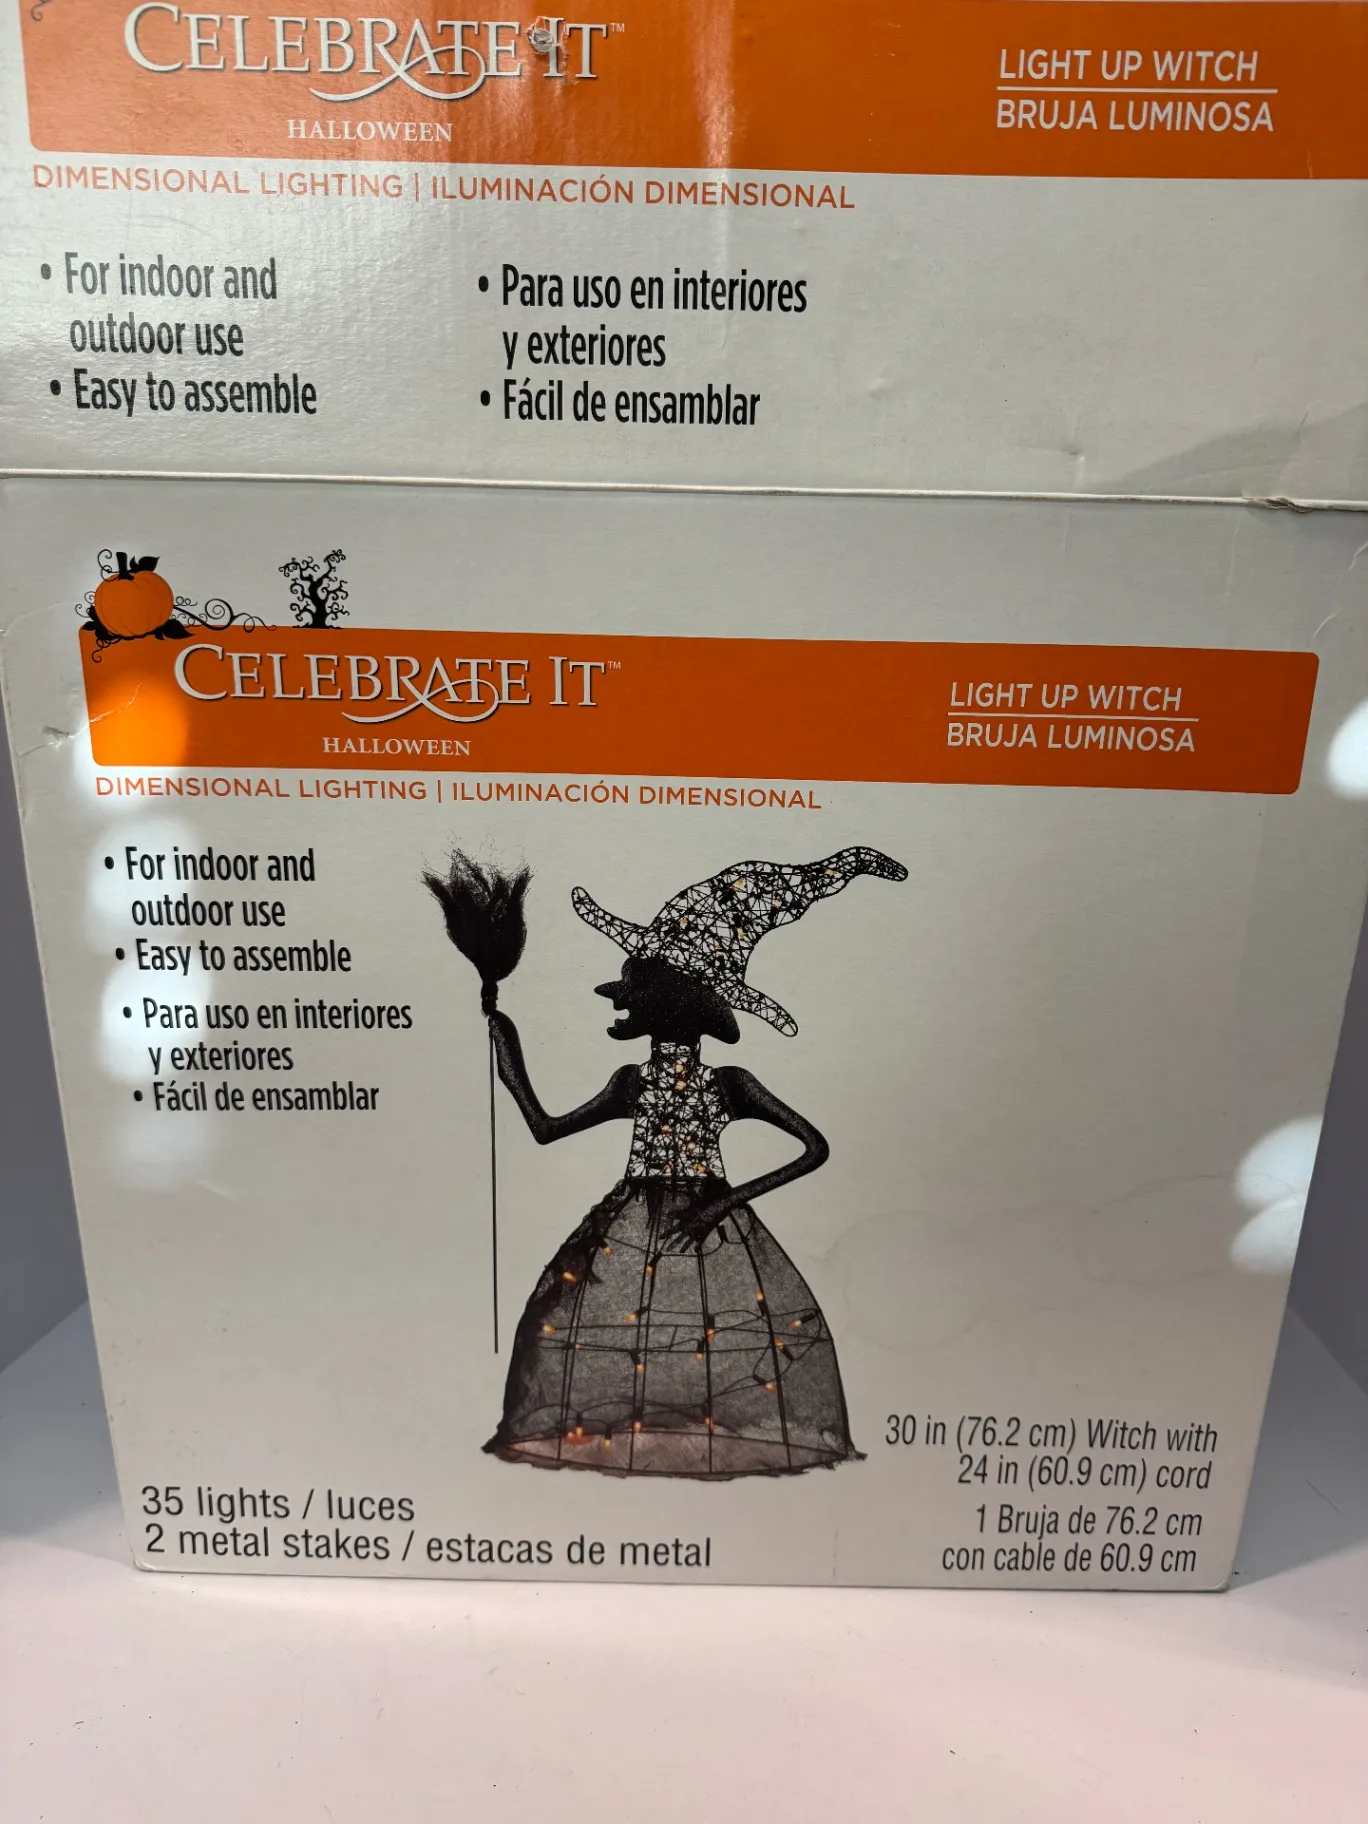 CELEBRATE IT™
HALLOWEEN
LIGHT UP WITCH
BRUJA LUMINOSA
DIMENSIONAL LIGHTING | ILUMINACIÓN DIMENSIONAL
• For indoor and
outdoor use
• Easy to assemble
• Para uso en interiores
y exteriores
• Fácil de ensamblar
CELEBRATE IT™
HALLOWEEN
LIGHT UP WITCH
BRUJA LUMINOSA
DIMENSIONAL LIGHTING | ILUMINACIÓN DIMENSIONAL
• For indoor and
outdoor use
• Easy to assemble
• Para uso en interiores
y exteriores
• Fácil de ensamblar
35 lights / luces
2 metal stakes / estacas de metal
30 in (76.2 cm) Witch with
24 in (60.9 cm) cord
1 Bruja de 76.2 cm
con cable de 60.9 cm